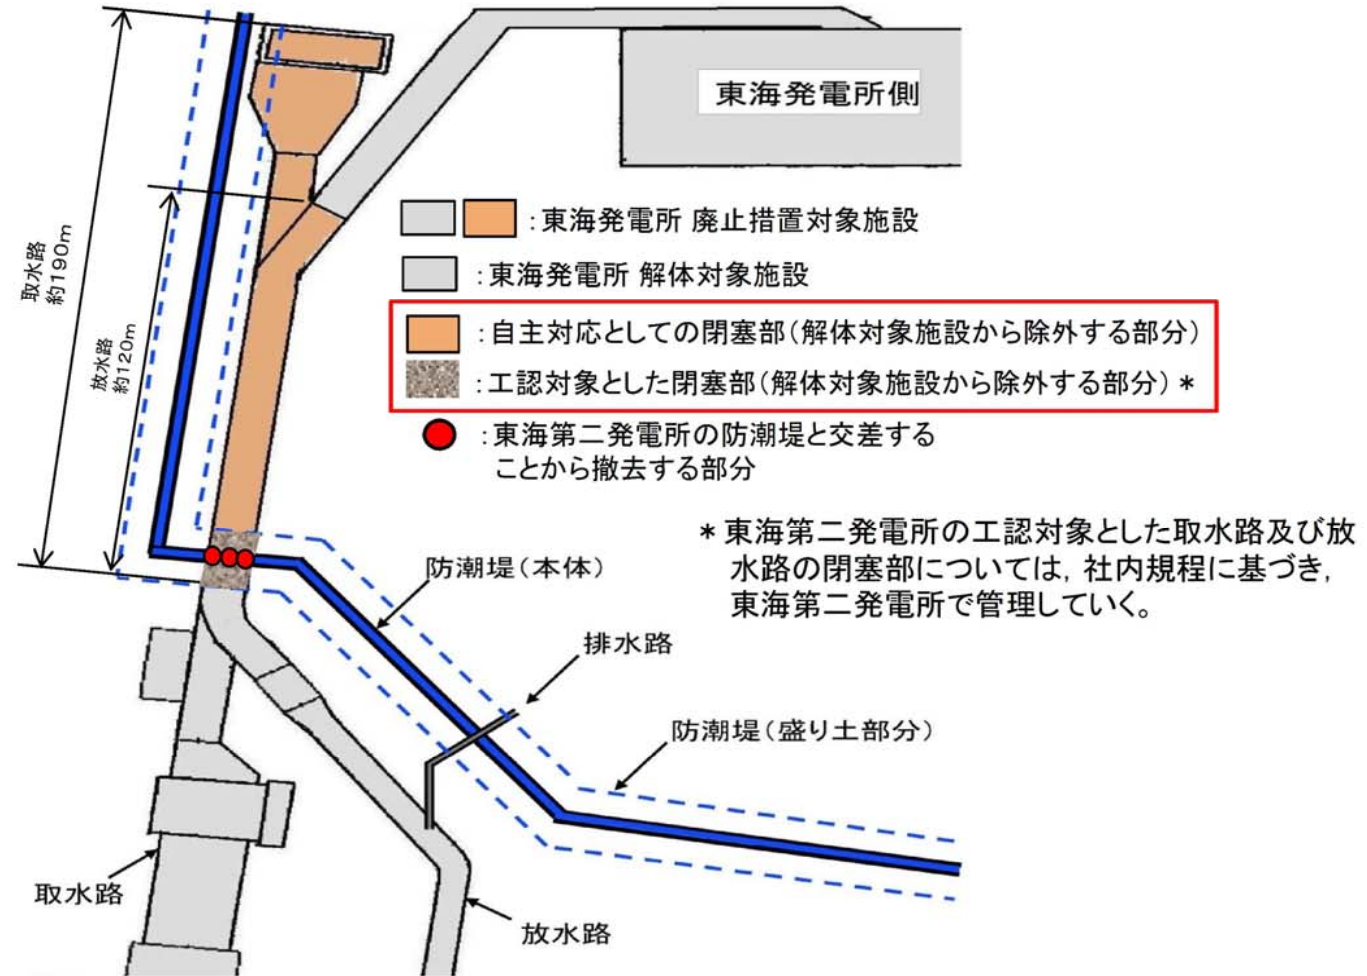 東海発電所側
取水路
約190m
放水路
約120m
：東海発電所 廃止措置対象施設
：東海発電所 解体対象施設
：自主対応としての閉塞部（解体対象施設から除外する部分）
：工認対象とした閉塞部（解体対象施設から除外する部分）＊
：東海第二発電所の防潮堤と交差する
ことから撤去する部分
＊東海第二発電所の工認対象とした取水路及び放
水路の閉塞部については，社内規程に基づき，
東海第二発電所で管理していく。
防潮堤（本体）
排水路
防潮堤（盛り土部分）
取水路
放水路